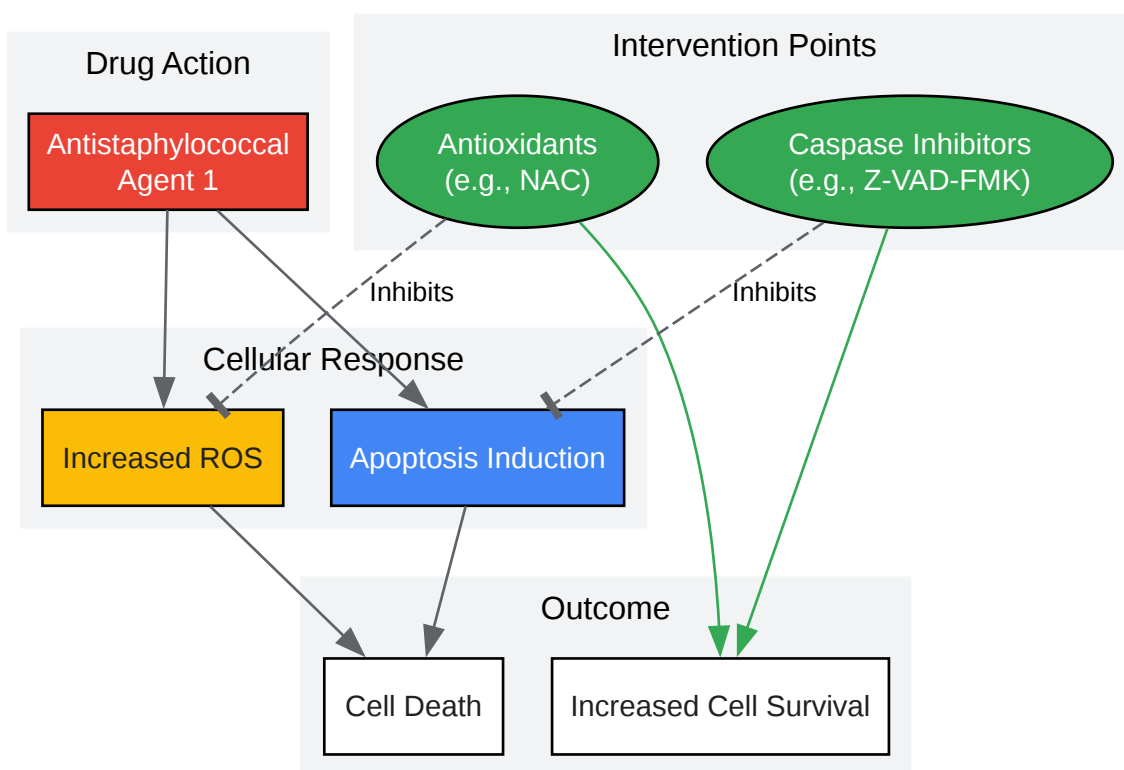 Drug Action
Intervention Points
Antistaphylococcal
Agent 1
Antioxidants
(e.g., NAC)
Caspase Inhibitors
(e.g., Z-VAD-FMK)
Inhibits
Inhibits
Cellular Response
Increased ROS
Apoptosis Induction
Outcome
Cell Death
Increased Cell Survival